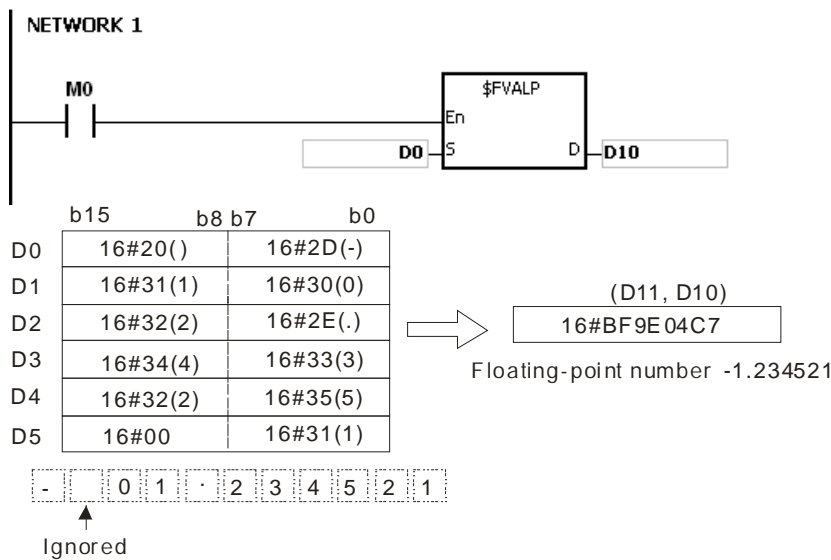 NETWORK 1
M0
$FVALP
En
D0 S D D10
b15 b8 b7 b0
D0 16#20( ) 16#2D(-)
D1 16#31(1) 16#30(0)
(D11, D10)
D2 16#32(2) 16#2E(.)
16#BF9E04C7
D3 16#34(4) 16#33(3)
Floating-point number -1.234521
D4 16#32(2) 16#35(5)
D5 16#00 16#31(1)
- 0 1 . 2 3 4 5 2 1
Ignored